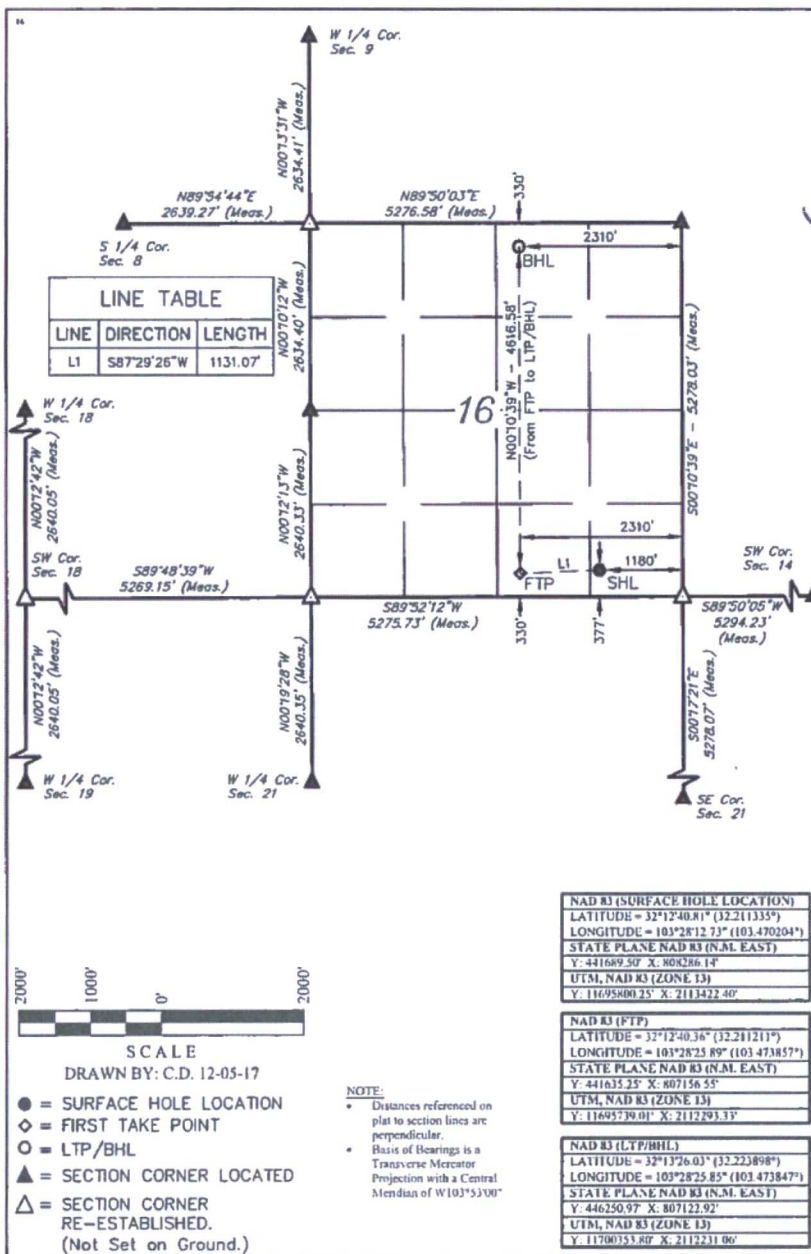 16
W 1/4 Cor.
Sec. 9
N00°13'31"W
2634.41' (Meas.)
N89°54'44"E
2639.27' (Meas.)
N89°50'03"E
5276.58' (Meas.)
330'
2310'
BHL
S 1/4 Cor.
Sec. 8
LINE TABLE
LINE DIRECTION LENGTH
L1 S87°29'26"W 1131.07'
N00°10'12"W
2634.40' (Meas.)
W 1/4 Cor.
Sec. 18
16
N00°10'39"W - 4616.58'
(From FTP to LTP/BHL)
S00°10'39"E - 5278.03' (Meas.)
N00°12'42"W
2640.05' (Meas.)
N00°12'13"W
2640.33' (Meas.)
2310'
SW Cor.
Sec. 18
S89°48'39"W
5269.15' (Meas.)
L1
1180'
FTP
SHL
SW Cor.
Sec. 14
S89°52'12"W
5275.73' (Meas.)
330'
377'
S89°50'05"W
5294.23'
(Meas.)
N00°12'42"W
2640.05' (Meas.)
N00°19'28"W
2640.35' (Meas.)
S00°17'21"E
5278.07' (Meas.)
W 1/4 Cor.
Sec. 19
W 1/4 Cor.
Sec. 21
SE Cor.
Sec. 21
NAD 83 (SURFACE HOLE LOCATION)
LATITUDE = 32°12'40.81" (32.211335°)
LONGITUDE = 103°28'12.73" (103.470204°)
STATE PLANE NAD 83 (N.M. EAST)
Y: 441689.50' X: 808286.14'
UTM, NAD 83 (ZONE 13)
Y: 11695800.25' X: 2113422.40'
NAD 83 (FTP)
LATITUDE = 32°12'40.36" (32.211211°)
LONGITUDE = 103°28'25.89" (103.473857°)
STATE PLANE NAD 83 (N.M. EAST)
Y: 441635.25' X: 807156.55'
UTM, NAD 83 (ZONE 13)
Y: 11695739.01' X: 2112293.33'
NAD 83 (LTP/BHL)
LATITUDE = 32°13'26.03" (32.223898°)
LONGITUDE = 103°28'25.85" (103.473847°)
STATE PLANE NAD 83 (N.M. EAST)
Y: 446250.97' X: 807122.92'
UTM, NAD 83 (ZONE 13)
Y: 11700353.80' X: 2112231.06'
2000' 1000' 0' 2000'
SCALE
DRAWN BY: C.D. 12-05-17
● = SURFACE HOLE LOCATION
◇ = FIRST TAKE POINT
○ = LTP/BHL
▲ = SECTION CORNER LOCATED
△ = SECTION CORNER
RE-ESTABLISHED.
(Not Set on Ground.)
NOTE:
• Distances referenced on
plat to section lines are
perpendicular.
• Basis of Bearings is a
Transverse Mercator
Projection with a Central
Meridian of W103°53'00"